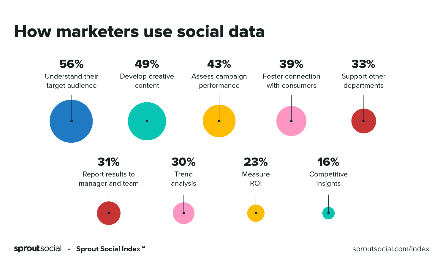 How marketers use social data
56% 49% 43% 39% 33%
Understand their Develop creative Assess campaign Foster connection Support other
target audience content performance with consumers departments
31% 30% 23% 16%
Report results to Trend Measure Competitive
manager and team analysis ROI insights
sproutsocial • Sprout Social Index™ sproutsocial.com/index